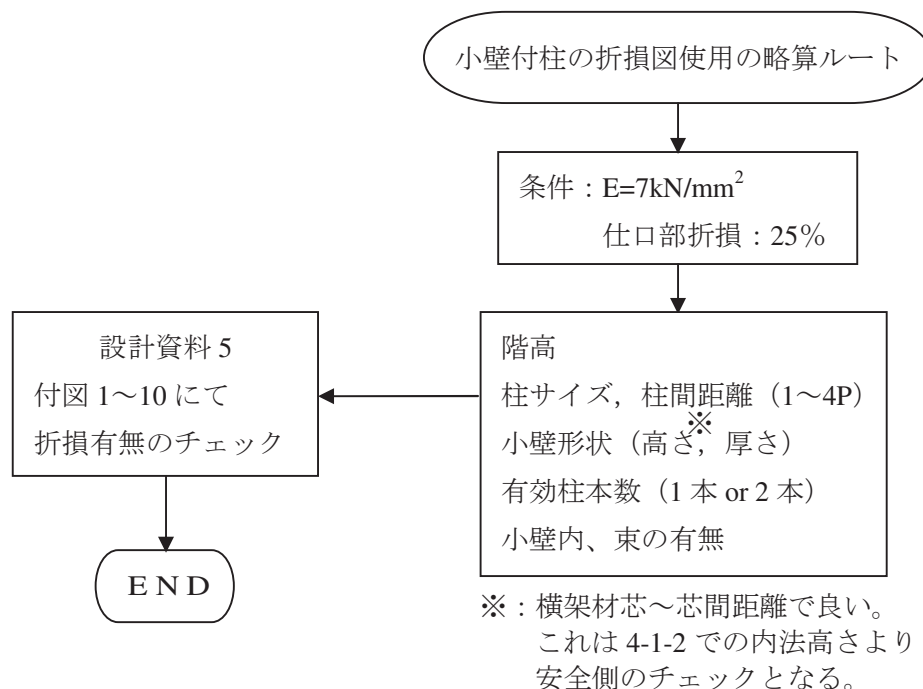 小壁付柱の折損図使用の略算ルート
条件：E=7kN/mm²
仕口部折損：25％
階高
柱サイズ，柱間距離（1～4P）
※
小壁形状（高さ，厚さ）
有効柱本数（1 本 or 2 本）
小壁内、束の有無
設計資料 5
付図 1～10 にて
折損有無のチェック
E N D
※：横架材芯～芯間距離で良い。
これは 4-1-2 での内法高さより
安全側のチェックとなる。